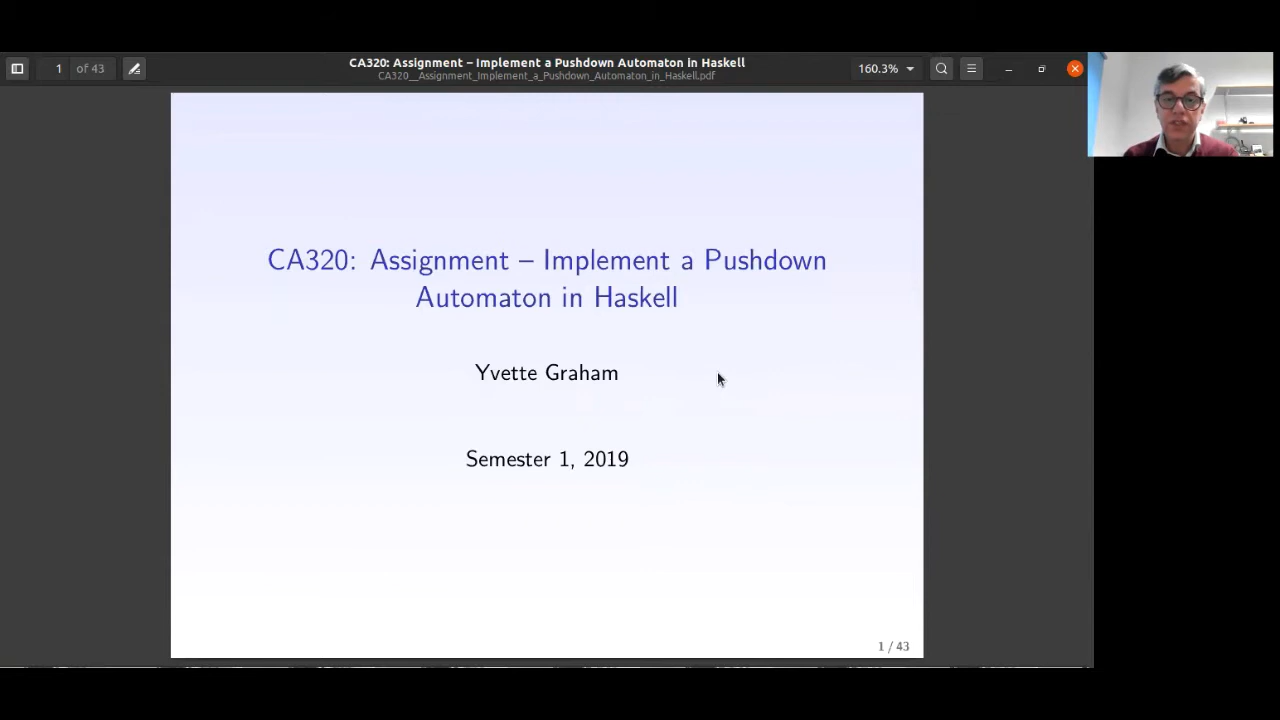 1 of 43
CA320: Assignment – Implement a Pushdown Automaton in Haskell
CA320__Assignment_Implement_a_Pushdown_Automaton_in_Haskell.pdf
160.3%
CA320: Assignment – Implement a Pushdown
Automaton in Haskell
Yvette Graham
Semester 1, 2019
1 / 43